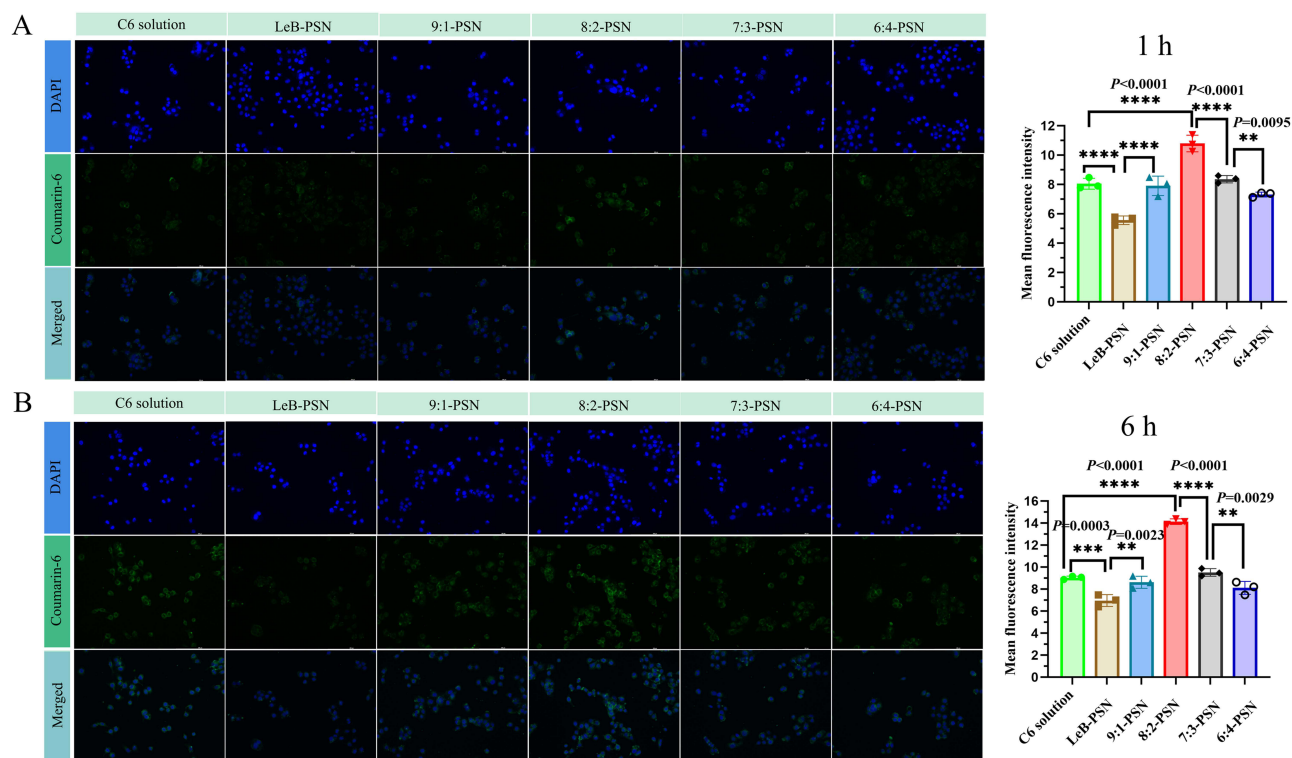 A
C6 solution
LeB-PSN
9:1-PSN
8:2-PSN
7:3-PSN
6:4-PSN
DAPI
Coumarin-6
Merged
1 h
P<0.0001
****
P<0.0001
****
P=0.0095
**
****
****
Mean fluorescence intensity
12
10
8
6
4
2
0
C6 solution
LeB-PSN
9:1-PSN
8:2-PSN
7:3-PSN
6:4-PSN
B
C6 solution
LeB-PSN
9:1-PSN
8:2-PSN
7:3-PSN
6:4-PSN
DAPI
Coumarin-6
Merged
6 h
P<0.0001
****
P<0.0001
****
P=0.0029
**
P=0.0003
***
P=0.0023
**
Mean fluorescence intensity
16
14
12
10
8
6
4
2
0
C6 solution
LeB-PSN
9:1-PSN
8:2-PSN
7:3-PSN
6:4-PSN